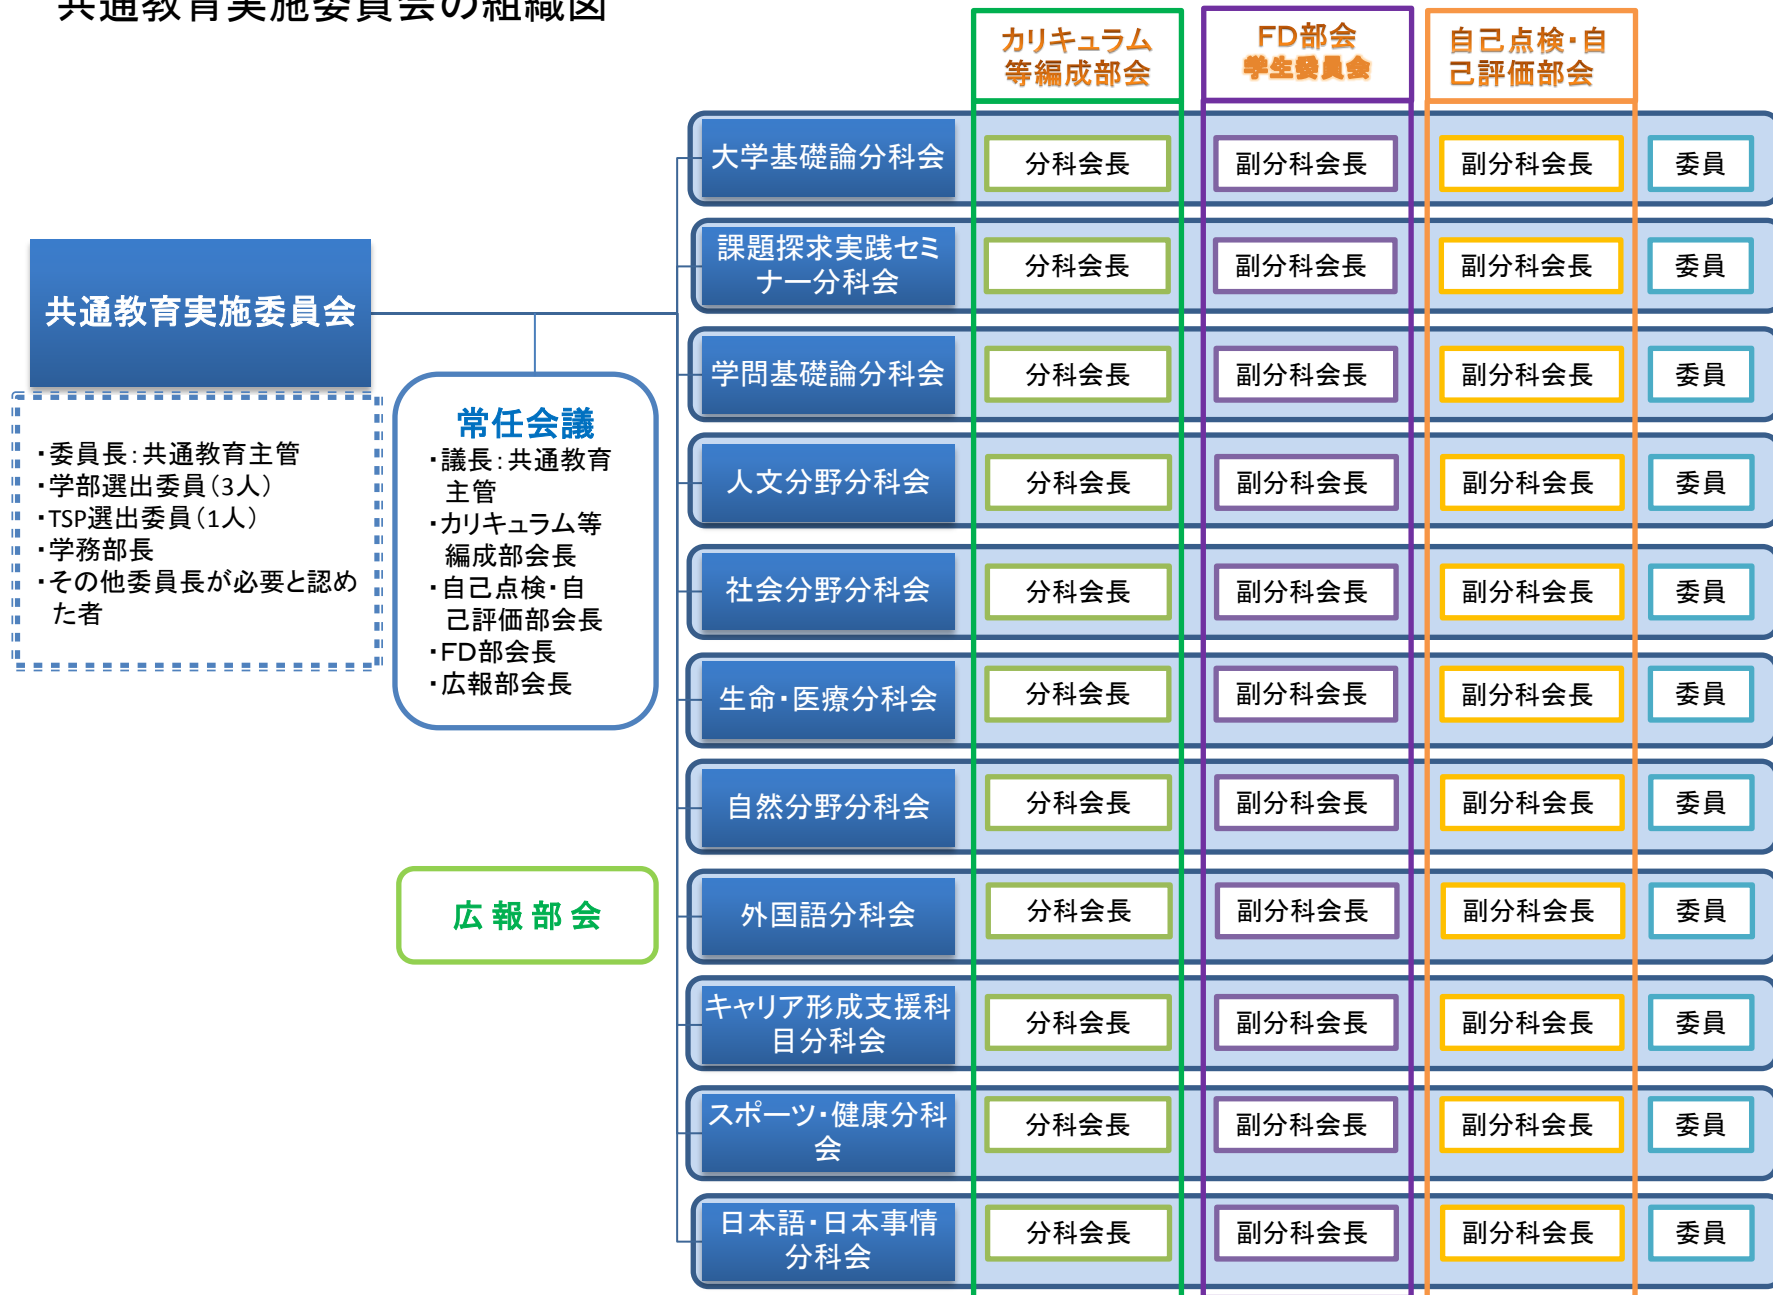 共通教育実施委員会の組織図
カリキュラム
等編成部会
FD部会
学生委員会
自己点検・自
己評価部会
共通教育実施委員会
・委員長：共通教育主管
・学部選出委員（3人）
・TSP選出委員（1人）
・学務部長
・その他委員長が必要と認め
た者
常任会議
・議長：共通教育
主管
・カリキュラム等
編成部会長
・自己点検・自
己評価部会長
・FD部会長
・広報部会長
広報部会
大学基礎論分科会
分科会長
副分科会長
副分科会長
委員
課題探求実践セミ
ナー分科会
分科会長
副分科会長
副分科会長
委員
学問基礎論分科会
分科会長
副分科会長
副分科会長
委員
人文分野分科会
分科会長
副分科会長
副分科会長
委員
社会分野分科会
分科会長
副分科会長
副分科会長
委員
生命・医療分科会
分科会長
副分科会長
副分科会長
委員
自然分野分科会
分科会長
副分科会長
副分科会長
委員
外国語分科会
分科会長
副分科会長
副分科会長
委員
キャリア形成支援科
目分科会
分科会長
副分科会長
副分科会長
委員
スポーツ・健康分科
会
分科会長
副分科会長
副分科会長
委員
日本語・日本事情
分科会
分科会長
副分科会長
副分科会長
委員